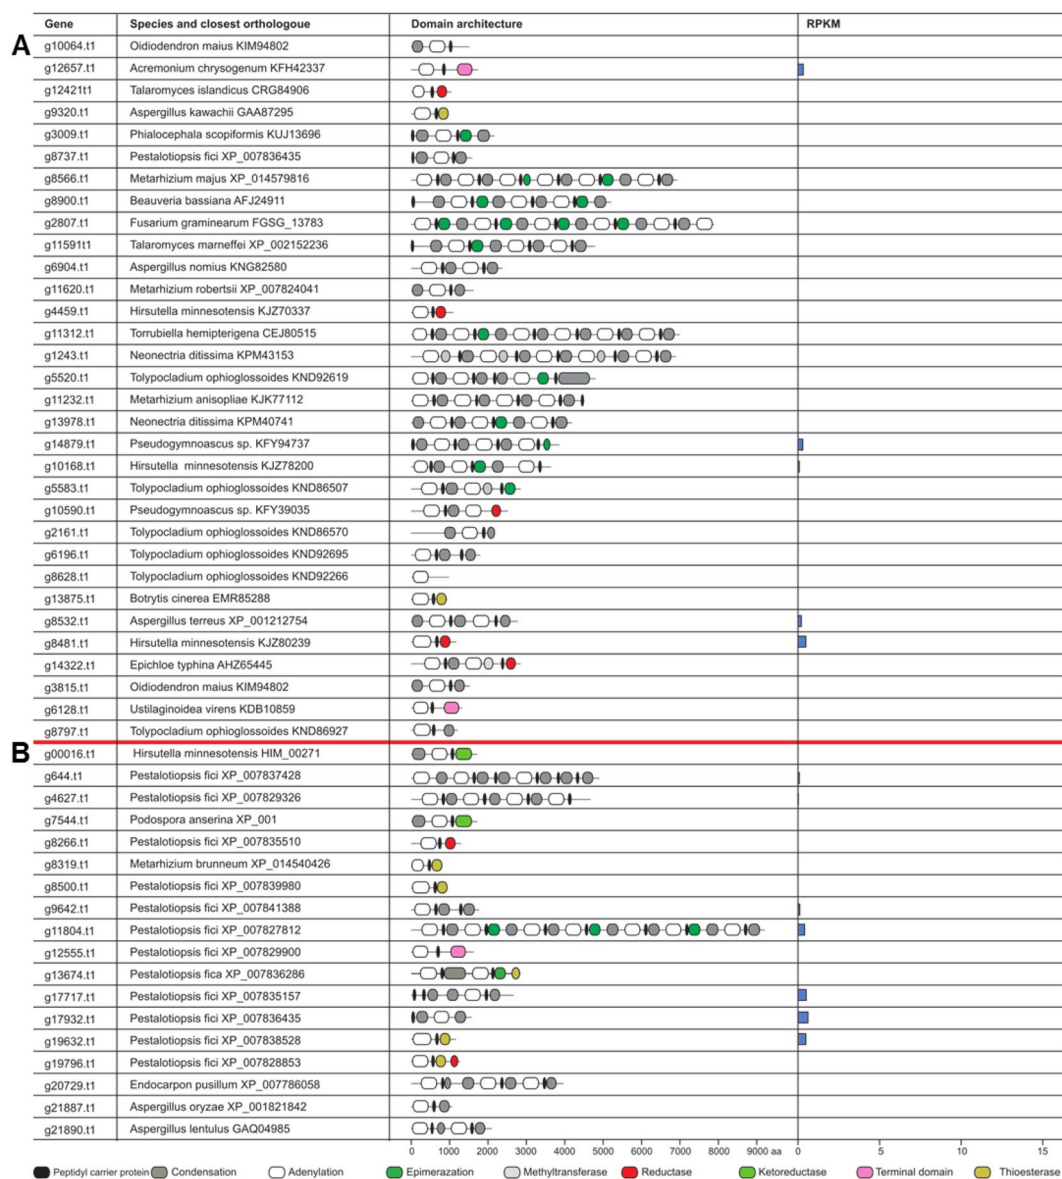 Gene Species and closest orthologue Domain architecture RPKM
A
g10064.t1 Oidiodendron maius KIM94802
g12657.t1 Acremonium chrysogenum KFH42337
g12421t1 Talaromyces islandicus CRG84906
g9320.t1 Aspergillus kawachii GAA87295
g3009.t1 Phialocephala scopiformis KUJ13696
g8737.t1 Pestalotiopsis fici XP_007836435
g8566.t1 Metarhizium majus XP_014579816
g8900.t1 Beauveria bassiana AFJ24911
g2807.t1 Fusarium graminearum FGSG_13783
g11591t1 Talaromyces marneffei XP_002152236
g6904.t1 Aspergillus nomius KNG82580
g11620.t1 Metarhizium robertsii XP_007824041
g4459.t1 Hirsutella minnesotensis KJZ70337
g11312.t1 Torrubiella hemipterigena CEJ80515
g1243.t1 Neonectria ditissima KPM43153
g5520.t1 Tolypocladium ophioglossoides KND92619
g11232.t1 Metarhizium anisopliae KJK77112
g13978.t1 Neonectria ditissima KPM40741
g14879.t1 Pseudogymnoascus sp. KFY94737
g10168.t1 Hirsutella minnesotensis KJZ78200
g5583.t1 Tolypocladium ophioglossoides KND86507
g10590.t1 Pseudogymnoascus sp. KFY39035
g2161.t1 Tolypocladium ophioglossoides KND86570
g6196.t1 Tolypocladium ophioglossoides KND92695
g8628.t1 Tolypocladium ophioglossoides KND92266
g13875.t1 Botrytis cinerea EMR85288
g8532.t1 Aspergillus terreus XP_001212754
g8481.t1 Hirsutella minnesotensis KJZ80239
g14322.t1 Epichloe typhina AHZ65445
g3815.t1 Oidiodendron maius KIM94802
g6128.t1 Ustilaginoidea virens KDB10859
g8797.t1 Tolypocladium ophioglossoides KND86927
B
g00016.t1 Hirsutella minnesotensis HIM_00271
g644.t1 Pestalotiopsis fici XP_007837428
g4627.t1 Pestalotiopsis fici XP_007829326
g7544.t1 Podospora anserina XP_001
g8266.t1 Pestalotiopsis fici XP_007835510
g8319.t1 Metarhizium brunneum XP_014540426
g8500.t1 Pestalotiopsis fici XP_007839980
g9642.t1 Pestalotiopsis fici XP_007841388
g11804.t1 Pestalotiopsis fici XP_007827812
g12555.t1 Pestalotiopsis fici XP_007829900
g13674.t1 Pestalotiopsis fica XP_007836286
g17717.t1 Pestalotiopsis fici XP_007835157
g17932.t1 Pestalotiopsis fici XP_007836435
g19632.t1 Pestalotiopsis fici XP_007838528
g19796.t1 Pestalotiopsis fici XP_007828853
g20729.t1 Endocarpon pusillum XP_007786058
g21887.t1 Aspergillus oryzae XP_001821842
g21890.t1 Aspergillus lentulus GAQ04985
0 1000 2000 3000 4000 5000 6000 7000 8000 9000 aa 0 5 10 15
Peptidyl carrier protein Condensation Adenylation Epimerazation Methyltransferase Reductase Ketoreductase Terminal domain Thioesterase